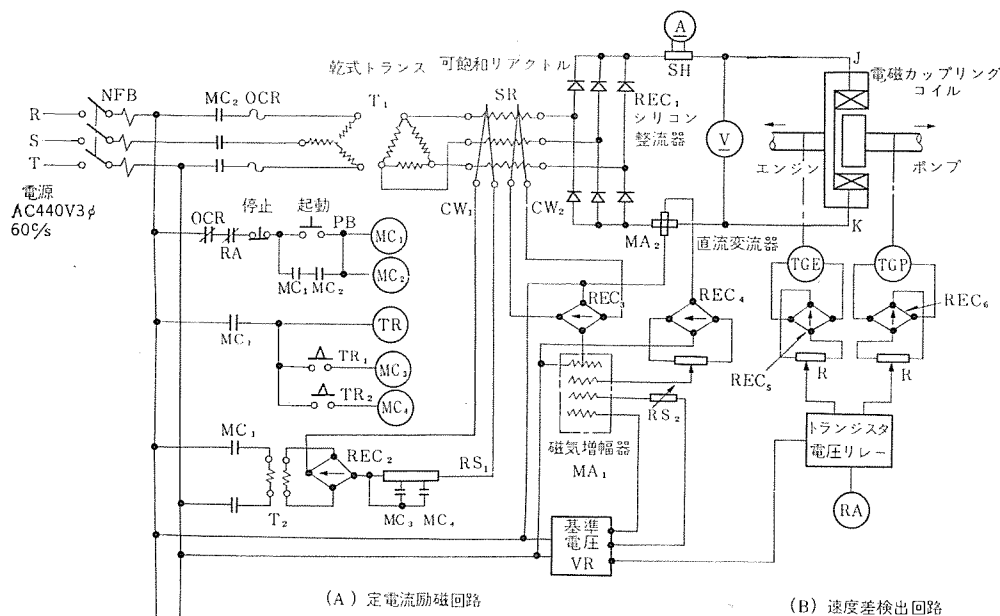 A
SH
J
電磁カップリング
コイル
乾式トランス
可飽和リアクトル
NFB
MC₂ OCR
T₁
SR
REC₁
シリコン
整流器
R
S
T
V
エンジン
ポンプ
電源
AC440V3φ
60c/s
OCR
停止
起動
PB
RA
MC₁
MC₂
MC₁ MC₂
CW₁
CW₂
MA₂
直流変流器
K
TGE
TGP
REC₃
REC₄
REC₆
MC₁
TR
TR₁
MC₃
TR₂
MC₄
REC₅
R
R
RS₂
磁気増幅器
MA₁
トランジスタ
電圧リレー
MC₁
REC₂
RS₁
T₂
MC₃ MC₄
RA
基準
電圧
VR
(A) 定電流励磁回路
(B) 速度差検出回路